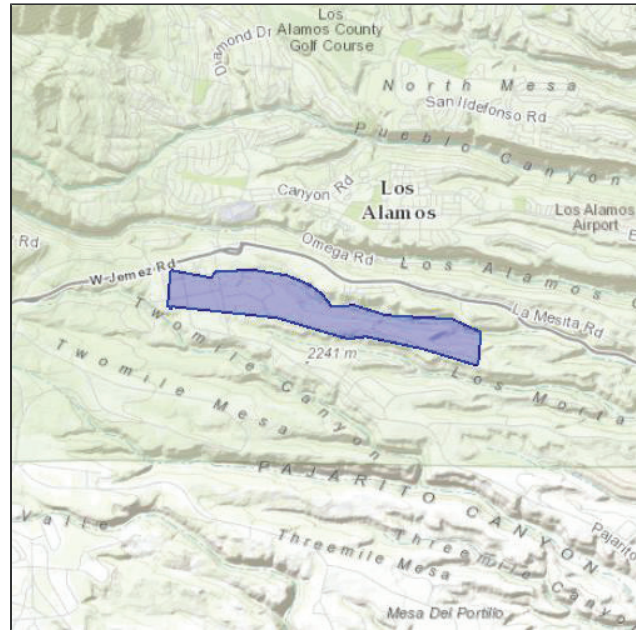 Los
Alamos County
Golf Course
Diamond Dr
North Mesa
San Ildefonso Rd
Pueblo Canyon
Canyon Rd
Los
Alamos
Los Alamos
Airport
E
Rd
Omega Rd
Los Alamos
W Jemez Rd
La Mesita Rd
Twomile Canyon
2241 m
Twomile Mesa
Los Morta
PAJARITO CANYON
Valle
Threemile Canyon
Threemile Mesa
Pajarito
Mesa Del Portillo